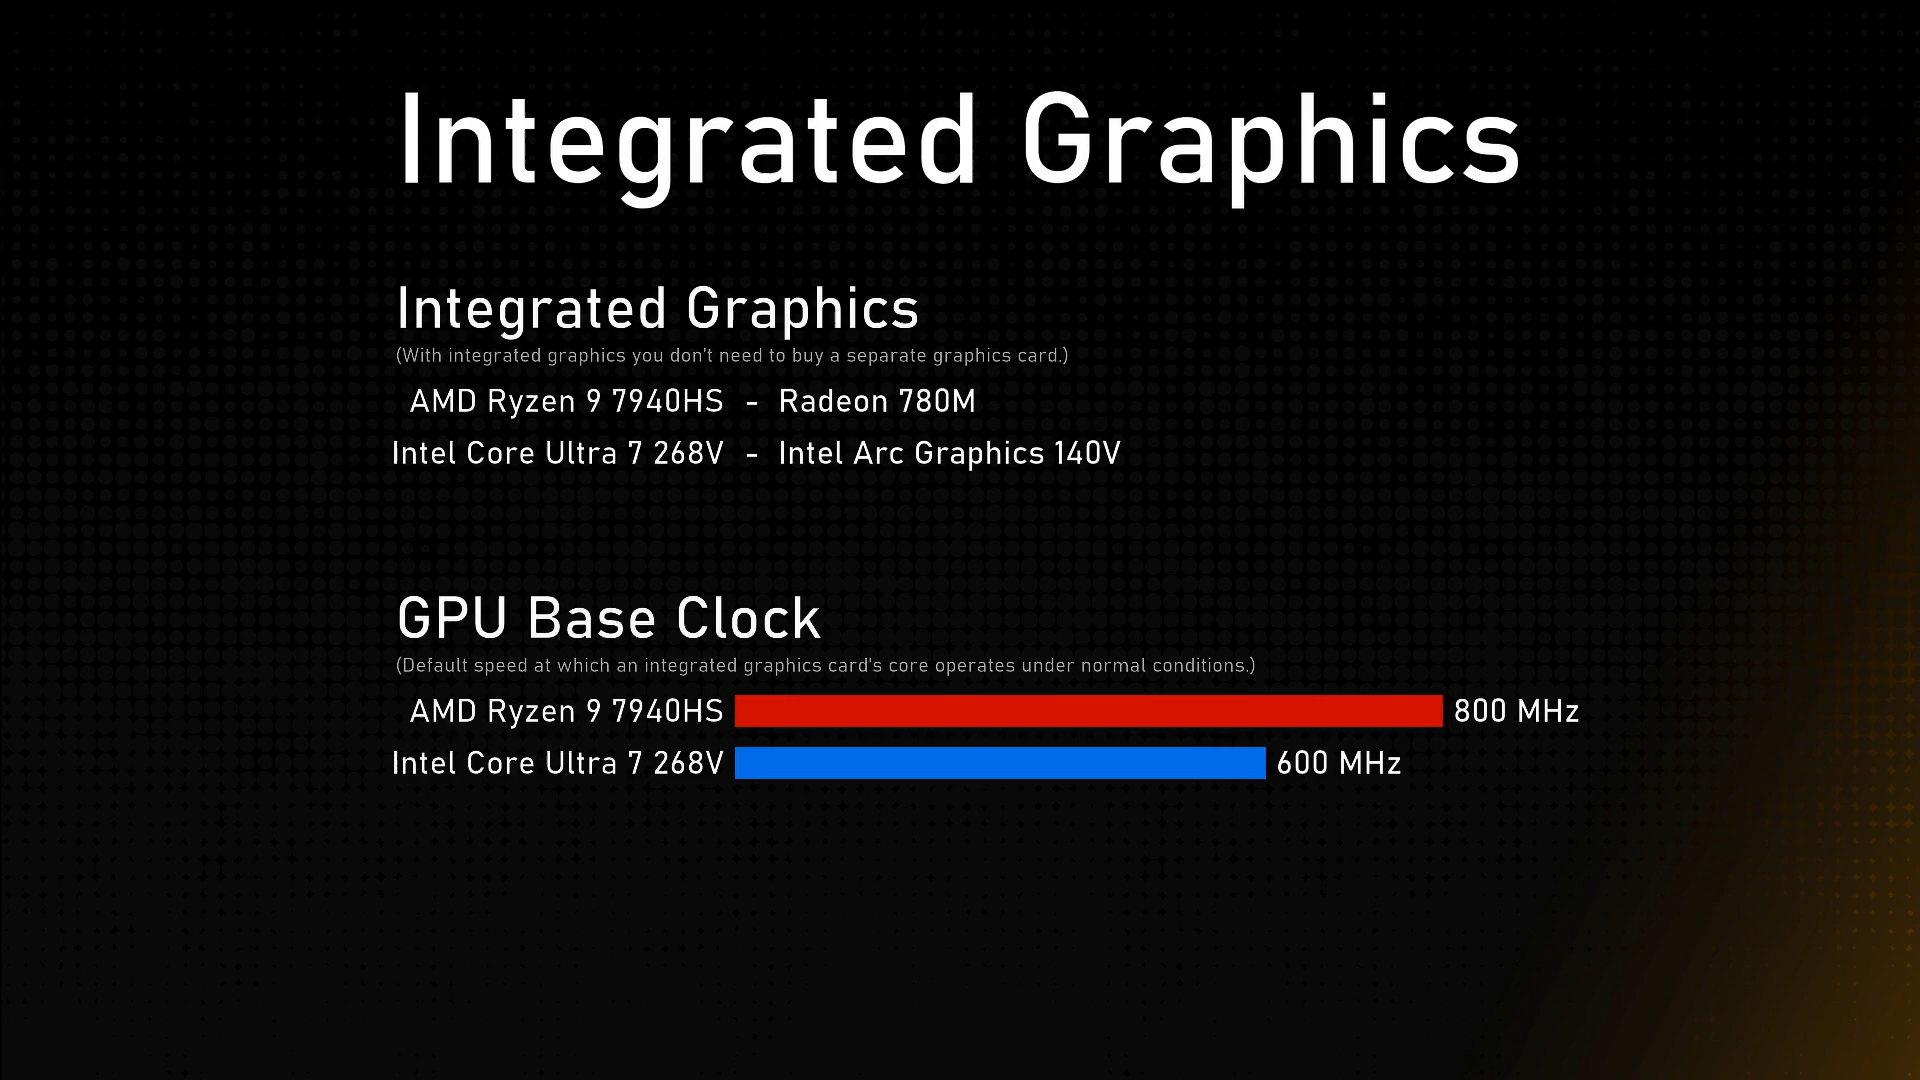 Integrated Graphics
Integrated Graphics
(With integrated graphics you don't need to buy a separate graphics card.)
AMD Ryzen 9 7940HS - Radeon 780M
Intel Core Ultra 7 268V - Intel Arc Graphics 140V
GPU Base Clock
(Default speed at which an integrated graphics card's core operates under normal conditions.)
AMD Ryzen 9 7940HS 800 MHz
Intel Core Ultra 7 268V 600 MHz